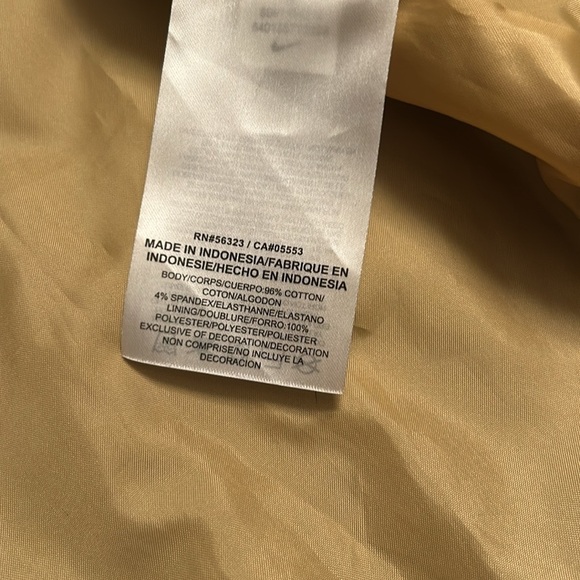 RN#56323 / CA#05553
MADE IN INDONESIA/FABRIQUE EN
INDONESIE/HECHO EN INDONESIA
BODY/CORPS/CUERPO:96% COTTON/
COTON/ALGODON
4% SPANDEX/ELASTHANNE/ELASTANO
LINING/DOUBLURE/FORRO:100%
POLYESTER/POLYESTER/POLIESTER
EXCLUSIVE OF DECORATION/DECORATION
NON COMPRISE/NO INCLUYE LA
DECORACION